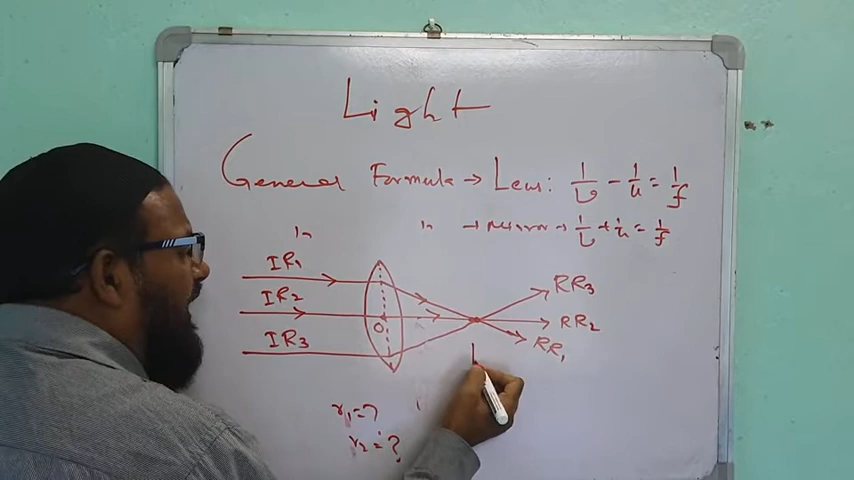 Light
General Formula → Lens: 1/v - 1/u = 1/f
" " → Mirror → 1/v + 1/u = 1/f
IR1
IR2
IR3
O
RR3
RR2
RR1
r1=?
r2=?